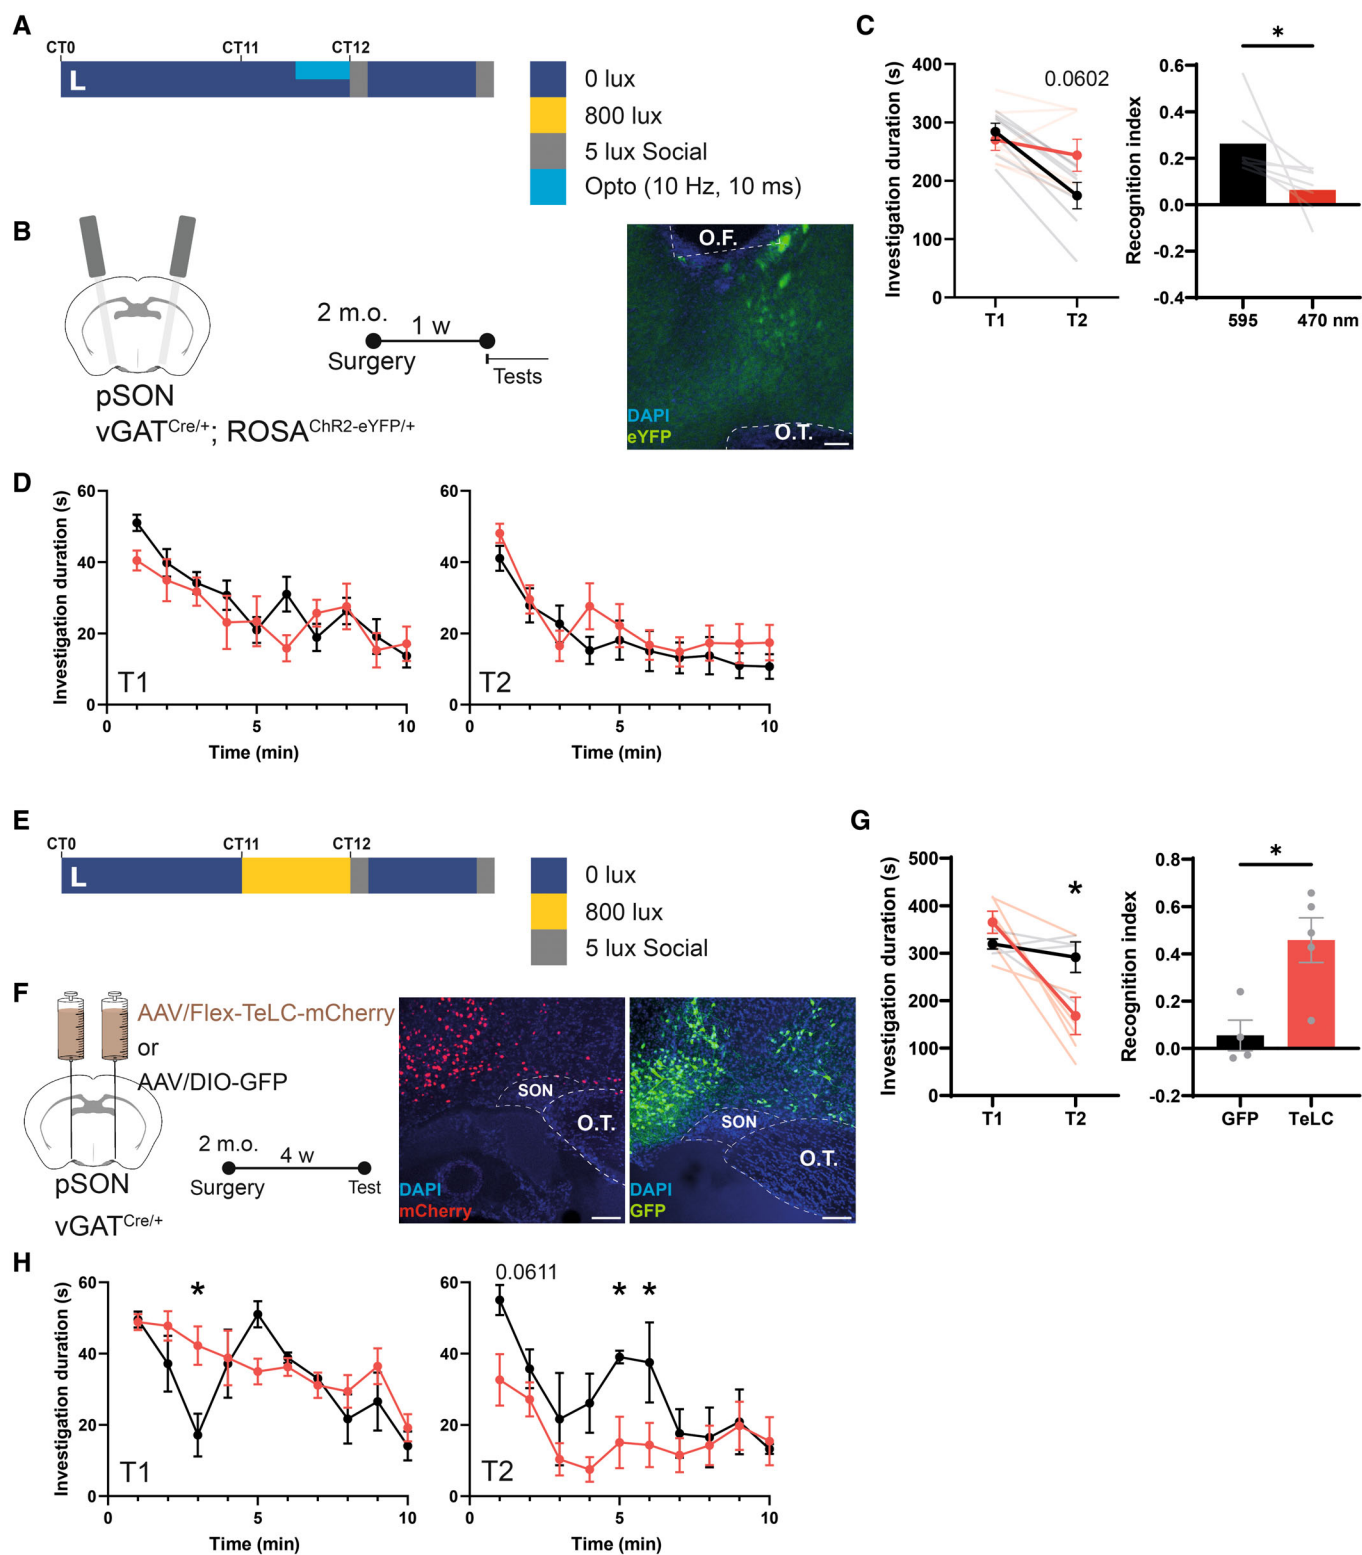 A
CT0 CT11 CT12
L
0 lux
800 lux
5 lux Social
Opto (10 Hz, 10 ms)
B
pSON
vGATCre/+; ROSAChR2-eYFP/+
2 m.o.
1 w
Surgery
Tests
O.F.
DAPI
eYFP
O.T.
C
Investigation duration (s)
400
300
200
100
0
0.0602
T1 T2
Recognition index
*
0.6
0.4
0.2
0.0
-0.2
-0.4
595 470 nm
D
Investigation duration (s)
60
40
20
0
T1
0 5 10
Time (min)
60
40
20
0
T2
0 5 10
Time (min)
E
CT0 CT11 CT12
L
0 lux
800 lux
5 lux Social
F
AAV/Flex-TeLC-mCherry
or
AAV/DIO-GFP
pSON
vGATCre/+
2 m.o.
4 w
Surgery
Test
SON
O.T.
DAPI
mCherry
SON
O.T.
DAPI
GFP
G
Investigation duration (s)
500
400
300
200
100
0
*
T1 T2
Recognition index
*
0.8
0.6
0.4
0.2
0.0
-0.2
GFP TeLC
H
Investigation duration (s)
60
40
20
0
*
T1
0 5 10
Time (min)
60
40
20
0
0.0611
* *
T2
0 5 10
Time (min)